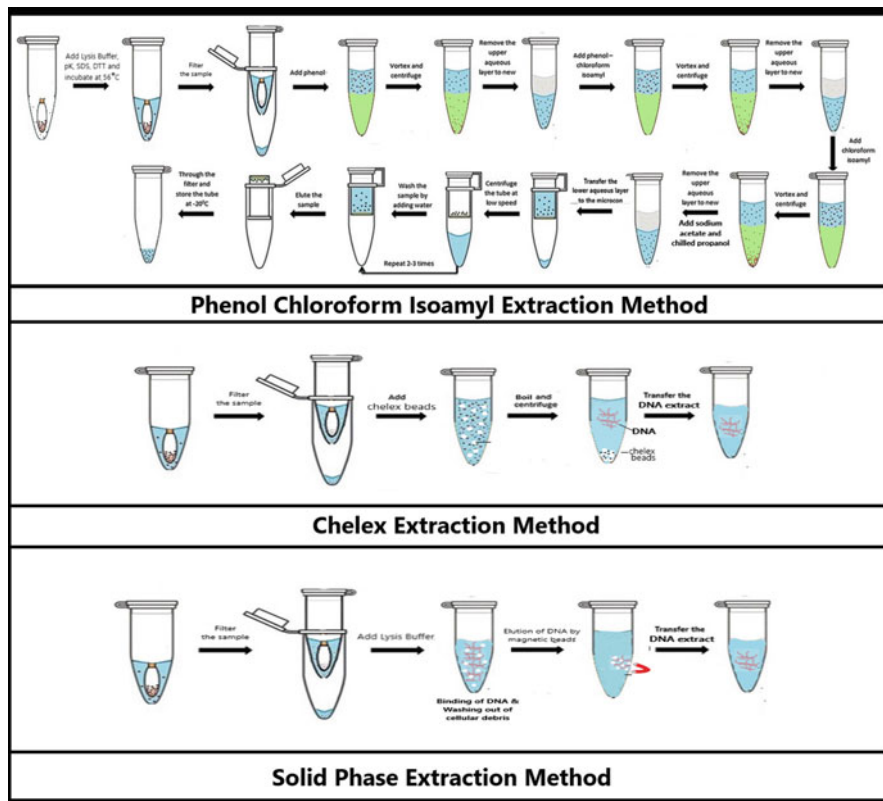 Add Lysis Buffer,
pK, SDS, DTT and
incubate at 56°C
Filter
the sample
Add phenol-
Vortex and
centrifuge
Remove the
upper
aqueous
layer to new
Add phenol-
chloroform
isoamyl
Vortex and
centrifuge
Remove the
upper
aqueous
layer to new
Add
chloroform
isoamyl
Vortex and
centrifuge
Remove the
upper
aqueous
layer to new
Add sodium
acetate and
chilled propanol
Transfer the
lower aqueous layer
to the microcon
Centrifuge
the tube at
low speed
Wash the
sample by
adding water
Repeat 2-3 times
Elute the
sample
Through the
filter and
store the tube
at -20°C
Phenol Chloroform Isoamyl Extraction Method
Filter
the sample
Add
chelex beads
Boil and
centrifuge
DNA
chelex
beads
Transfer the
DNA extract
Chelex Extraction Method
Filter
the sample
Add Lysis Buffer
Binding of DNA &
Washing out of
cellular debris
Elution of DNA by
magnetic beads
Transfer the
DNA extract
Solid Phase Extraction Method